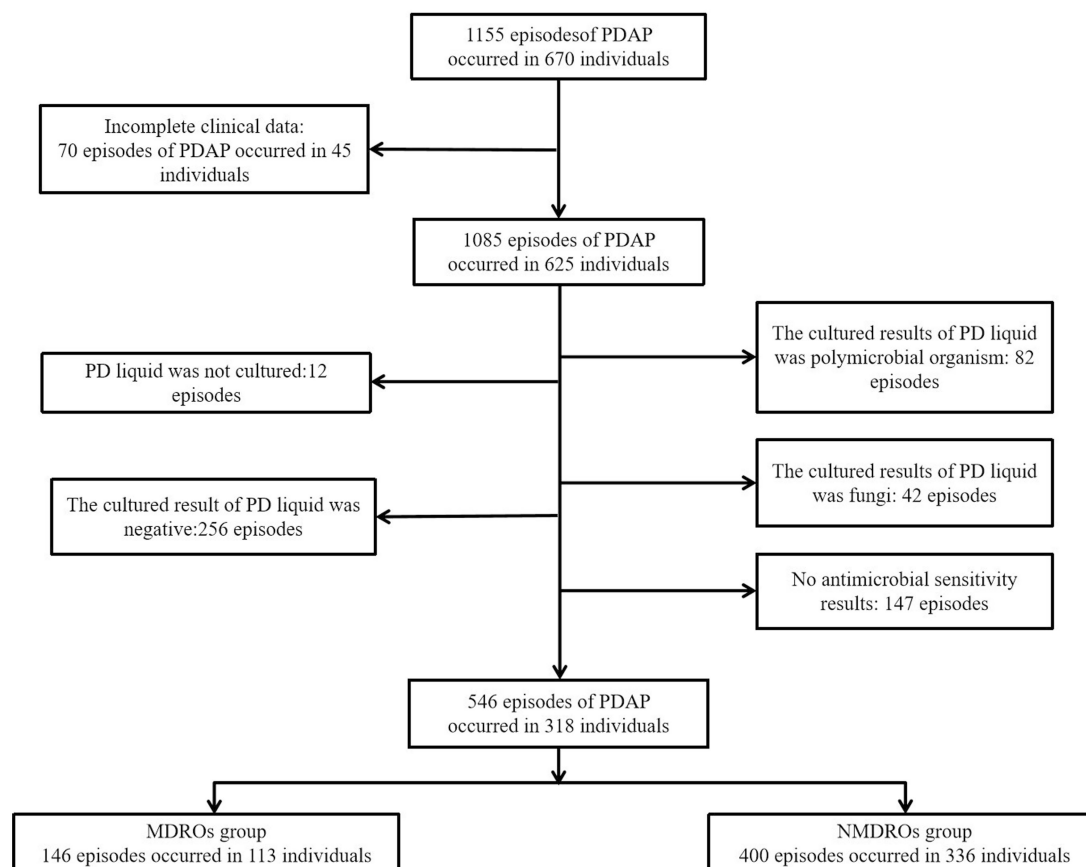 1155 episodesof PDAP
occurred in 670 individuals
Incomplete clinical data:
70 episodes of PDAP occurred in 45
individuals
1085 episodes of PDAP
occurred in 625 individuals
The cultured results of PD liquid
was polymicrobial organism: 82
episodes
PD liquid was not cultured:12
episodes
The cultured results of PD liquid
was fungi: 42 episodes
The cultured result of PD liquid was
negative:256 episodes
No antimicrobial sensitivity
results: 147 episodes
546 episodes of PDAP
occurred in 318 individuals
MDROs group
146 episodes occurred in 113 individuals
NMDROs group
400 episodes occurred in 336 individuals